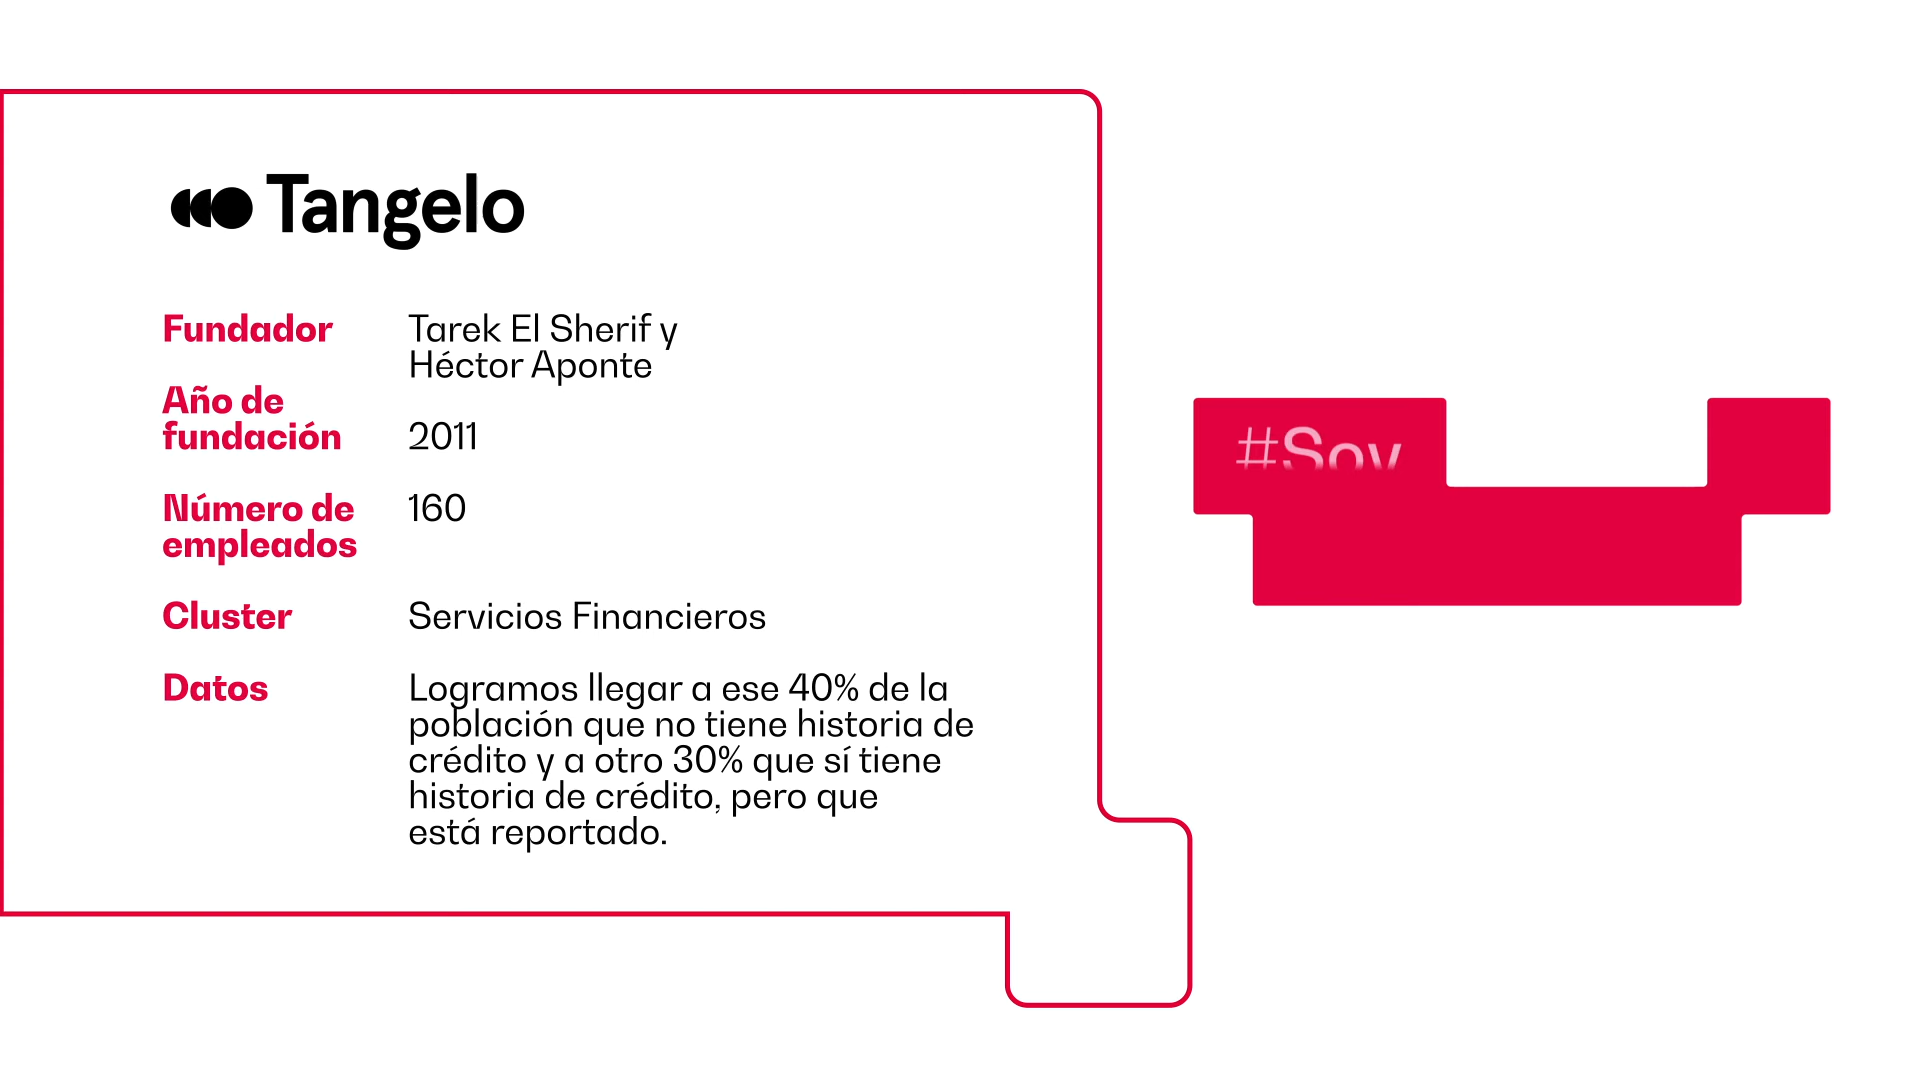 Tangelo
Fundador
Tarek El Sherif y
Héctor Aponte
Año de
fundación
2011
Número de
empleados
160
Cluster
Servicios Financieros
Datos
Logramos llegar a ese 40% de la
población que no tiene historia de
crédito y a otro 30% que sí tiene
historia de crédito, pero que
está reportado.
#Soy